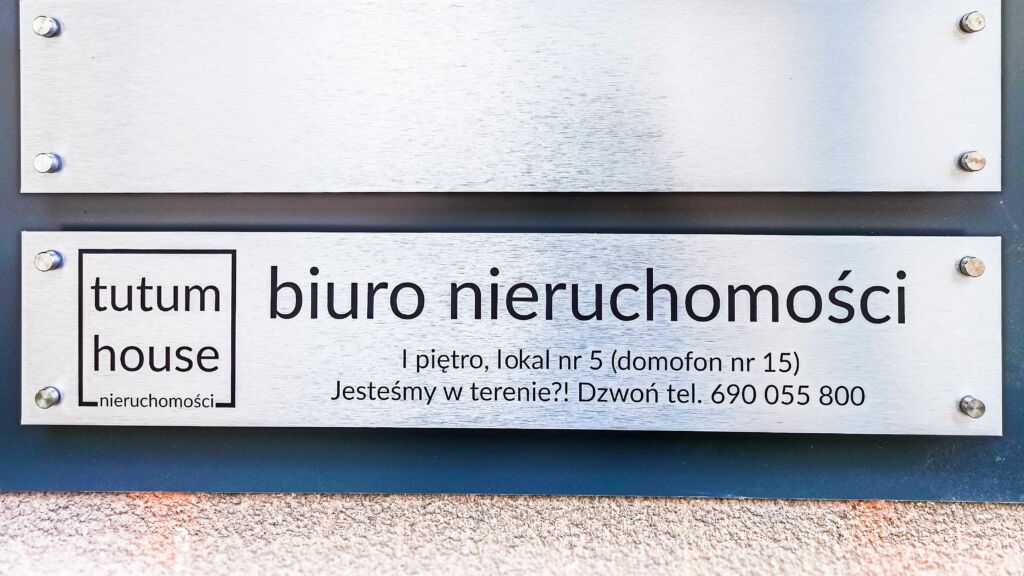 tutum
house
nieruchomości
biuro nieruchomości
I piętro, lokal nr 5 (domofon nr 15)
Jesteśmy w terenie?! Dzwoń tel. 690 055 800